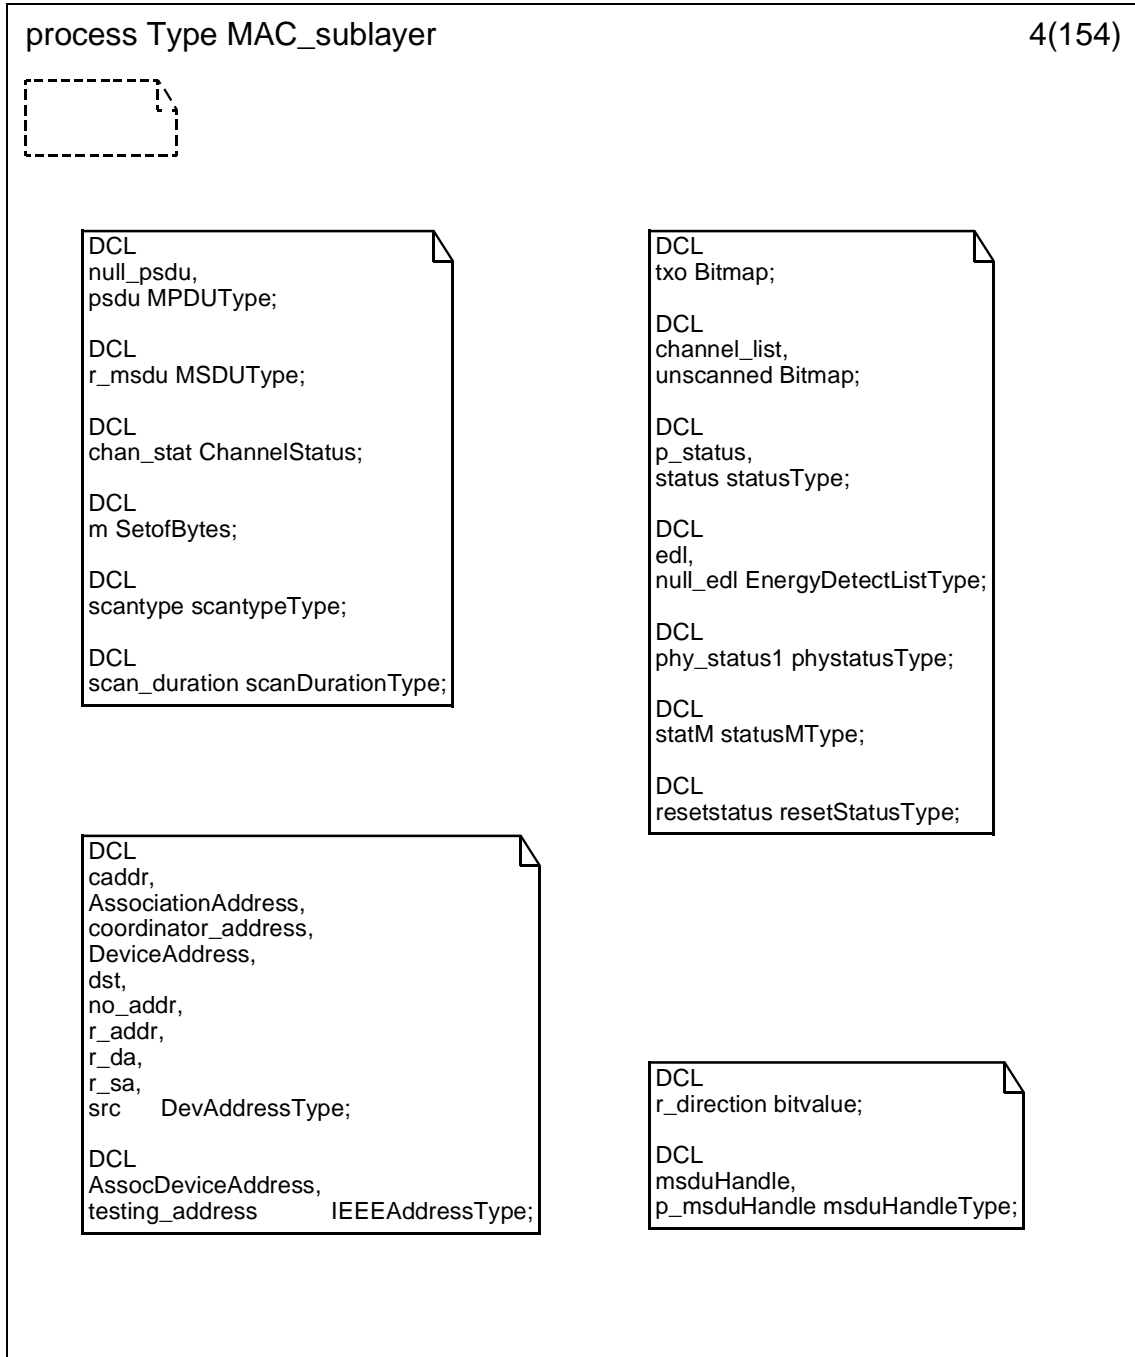 process Type MAC_sublayer 4(154)
DCL
null_psdu,
psdu MPDUType;
DCL
r_msdu MSDUType;
DCL
chan_stat ChannelStatus;
DCL
m SetofBytes;
DCL
scantype scantypeType;
DCL
scan_duration scanDurationType;
DCL
txo Bitmap;
DCL
channel_list,
unscanned Bitmap;
DCL
p_status,
status statusType;
DCL
edl,
null_edl EnergyDetectListType;
DCL
phy_status1 phystatusType;
DCL
statM statusMType;
DCL
resetstatus resetStatusType;
DCL
caddr,
AssociationAddress,
coordinator_address,
DeviceAddress,
dst,
no_addr,
r_addr,
r_da,
r_sa,
src DevAddressType;
DCL
AssocDeviceAddress,
testing_address IEEEAddressType;
DCL
r_direction bitvalue;
DCL
msduHandle,
p_msduHandle msduHandleType;